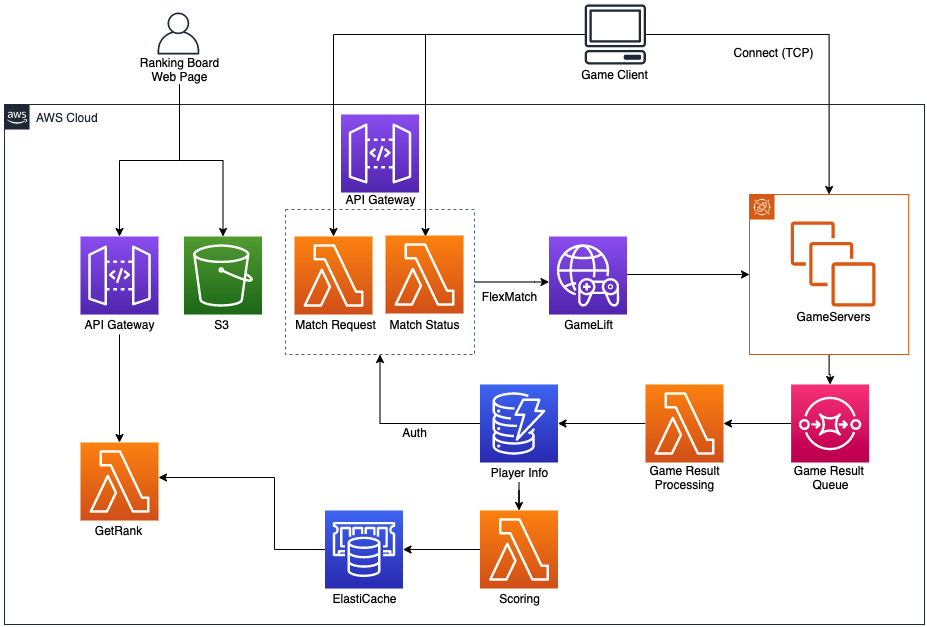 Ranking Board
Web Page
Game Client
Connect (TCP)
aws
AWS Cloud
</>
API Gateway
</>
API Gateway
S3
Match Request
Match Status
FlexMatch
GameLift
GameServers
Auth
Player Info
Game Result
Processing
Game Result
Queue
GetRank
ElastiCache
Scoring